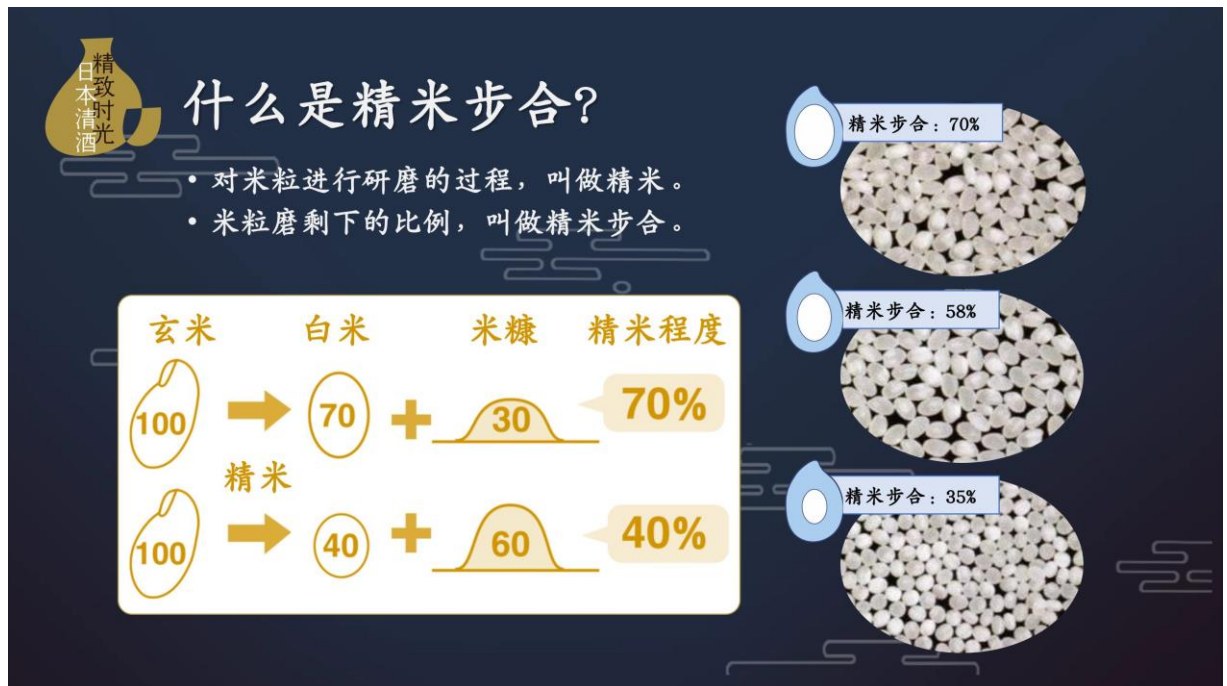 精致时光
日本清酒
什么是精米步合?
• 对米粒进行研磨的过程，叫做精米。
• 米粒磨剩下的比例，叫做精米步合。
玄米 白米 米糠 精米程度
100 70 + 30 70%
精米
100 40 + 60 40%
精米步合：70%
精米步合：58%
精米步合：35%